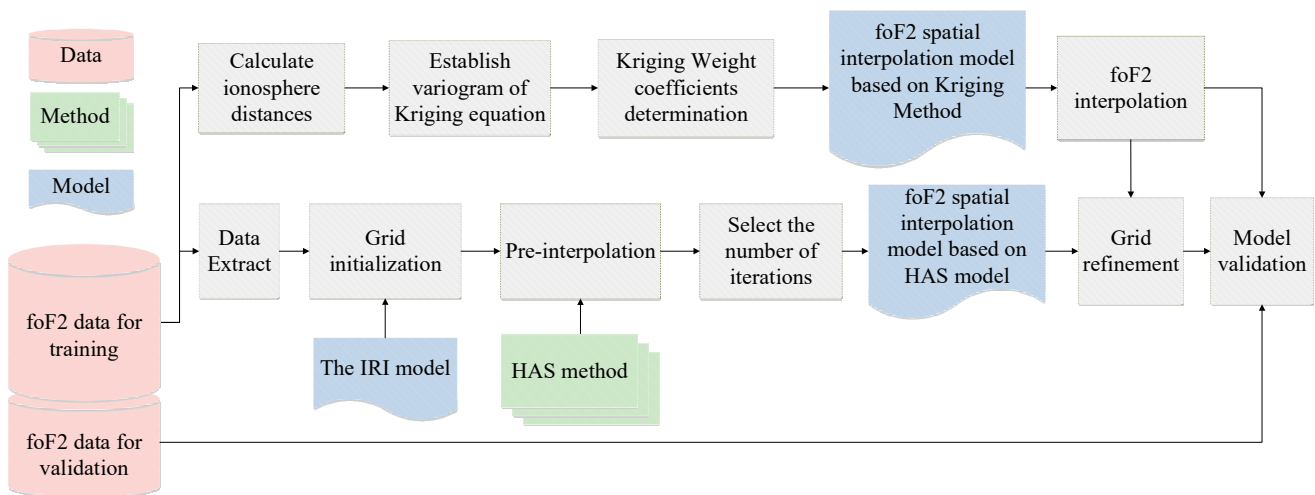 Data
Method
Model
Calculate
ionosphere
distances
Establish
variogram of
Kriging equation
Kriging Weight
coefficients
determination
foF2 spatial
interpolation model
based on Kriging
Method
foF2
interpolation
Data
Extract
Grid
initialization
Pre-interpolation
Select the
number of
iterations
foF2 spatial
interpolation
model based on
HAS model
Grid
refinement
Model
validation
foF2 data for
training
The IRI model
HAS method
foF2 data for
validation